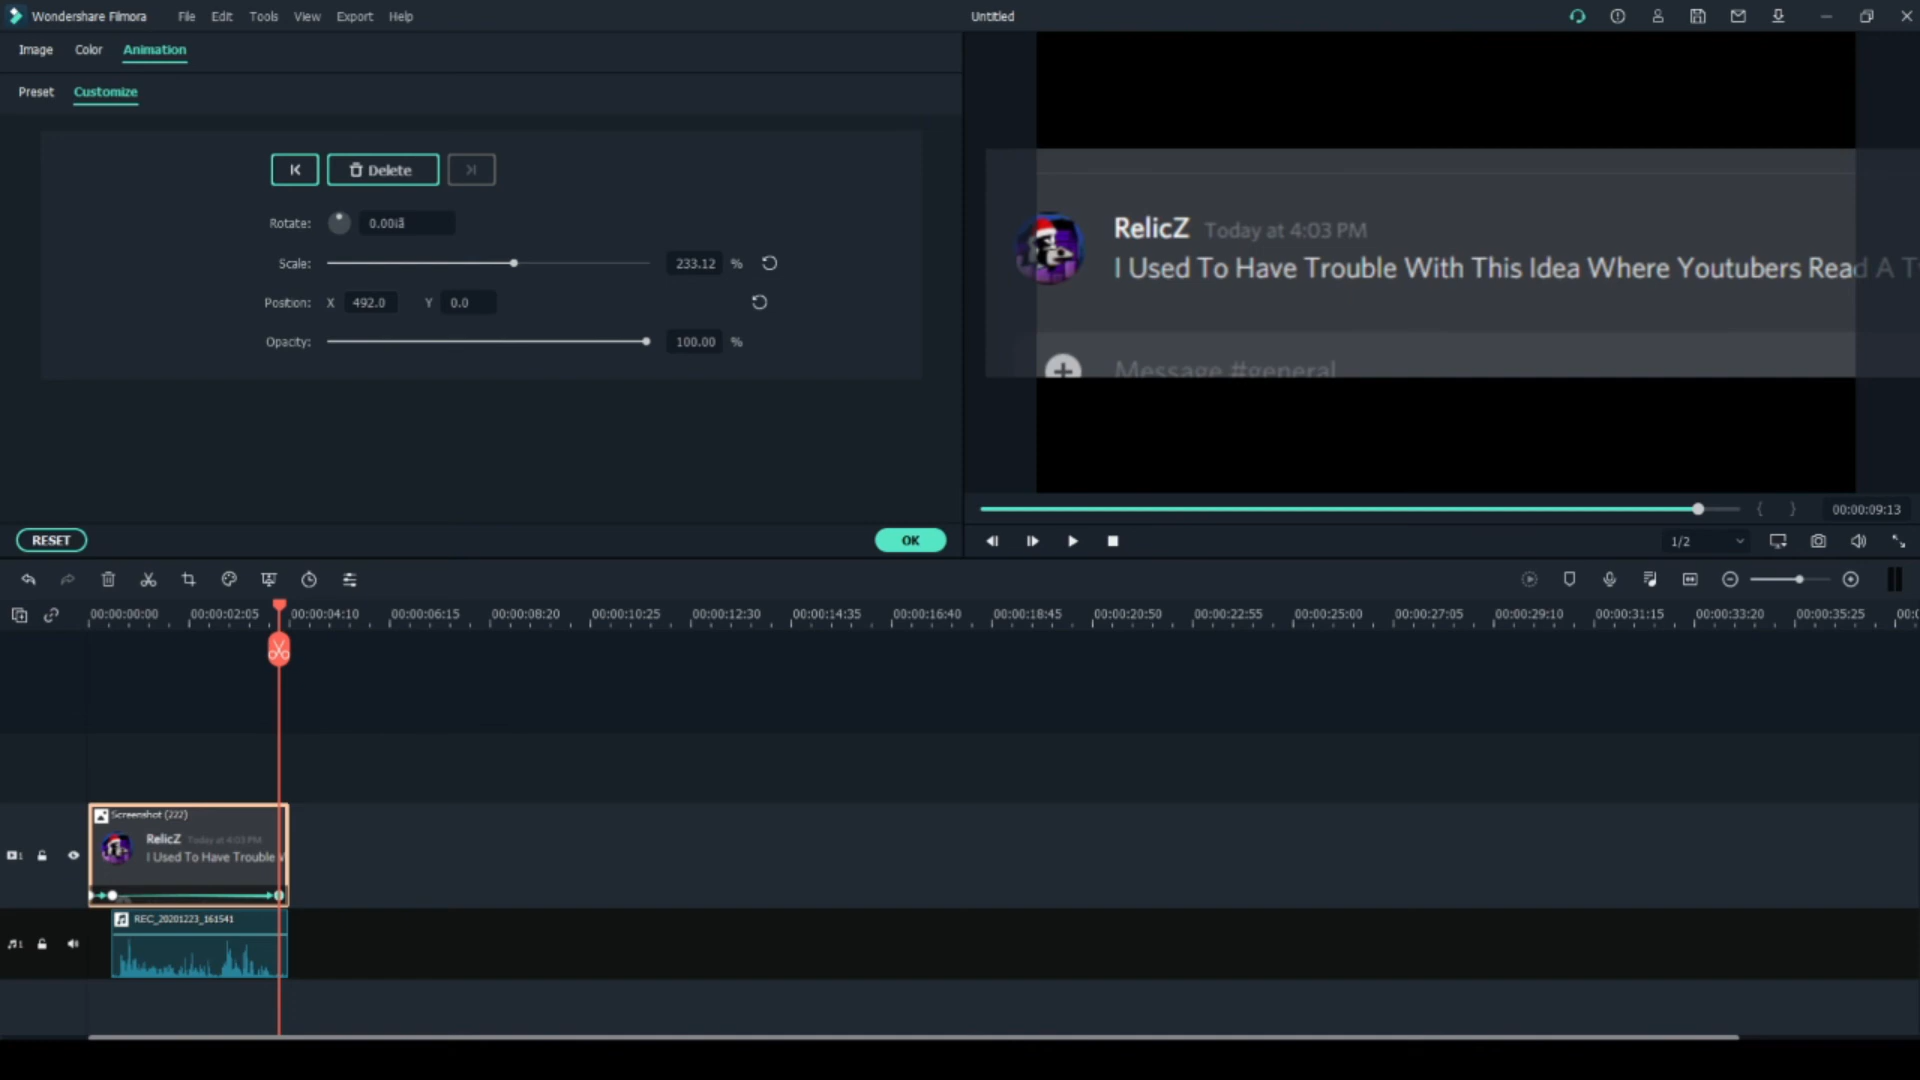 Wondershare Filmora File Edit Tools View Export Help
Untitled
Image Color Animation
Preset Customize
Delete
Rotate: 0.00iã
Scale: 233.12 %
Position: X 492.0 Y 0.0
Opacity: 100.00 %
RESET OK
RelicZ Today at 4:03 PM
I Used To Have Trouble With This Idea Where Youtubers Read A T
Message #general
{ } 00:00:09:13
1/2
00:00:00:00 00:00:02:05 00:00:04:10 00:00:06:15 00:00:08:20 00:00:10:25 00:00:12:30 00:00:14:35 00:00:16:40 00:00:18:45 00:00:20:50 00:00:22:55 00:00:25:00 00:00:27:05 00:00:29:10 00:00:31:15 00:00:33:20 00:00:35:25 00:0
Screenshot (222)
RelicZ Today at 4:03 PM
I Used To Have Trouble W
1
REC_20201223_161541
1